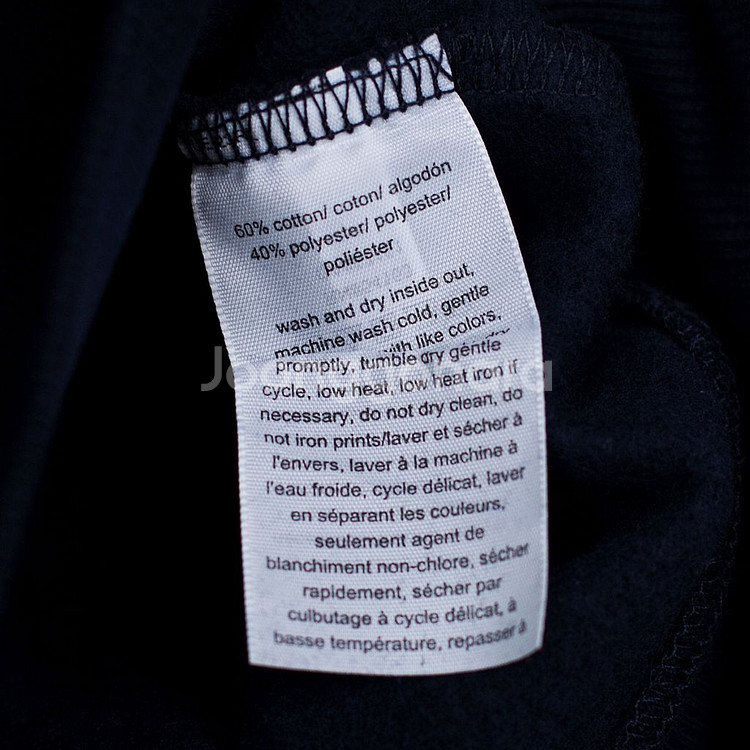 60% cotton/ coton/ algodón
40% polyester/ polyester/
poliéster
wash and dry inside out,
machine wash cold, gentle
with like colors,
promptly, tumble dry gentle
cycle, low heat, low heat iron if
necessary, do not dry clean, do
not iron prints/laver et sécher à
l'envers, laver à la machine à
l'eau froide, cycle délicat, laver
en séparant les couleurs,
seulement agent de
blanchiment non-chlore, sécher
rapidement, sécher par
culbutage à cycle délicat, à
basse température, repasser à